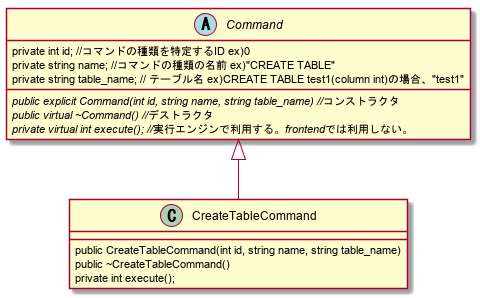 A Command
private int id; //コマンドの種類を特定するID ex)0
private string name; //コマンドの種類の名前 ex)"CREATE TABLE"
private string table_name; // テーブル名 ex)CREATE TABLE test1(column int)の場合、"test1"
public explicit Command(int id, string name, string table_name) //コンストラクタ
public virtual ~Command() //デストラクタ
private virtual int execute(); //実行エンジンで利用する。frontendでは利用しない。
C CreateTableCommand
public CreateTableCommand(int id, string name, string table_name)
public ~CreateTableCommand()
private int execute();